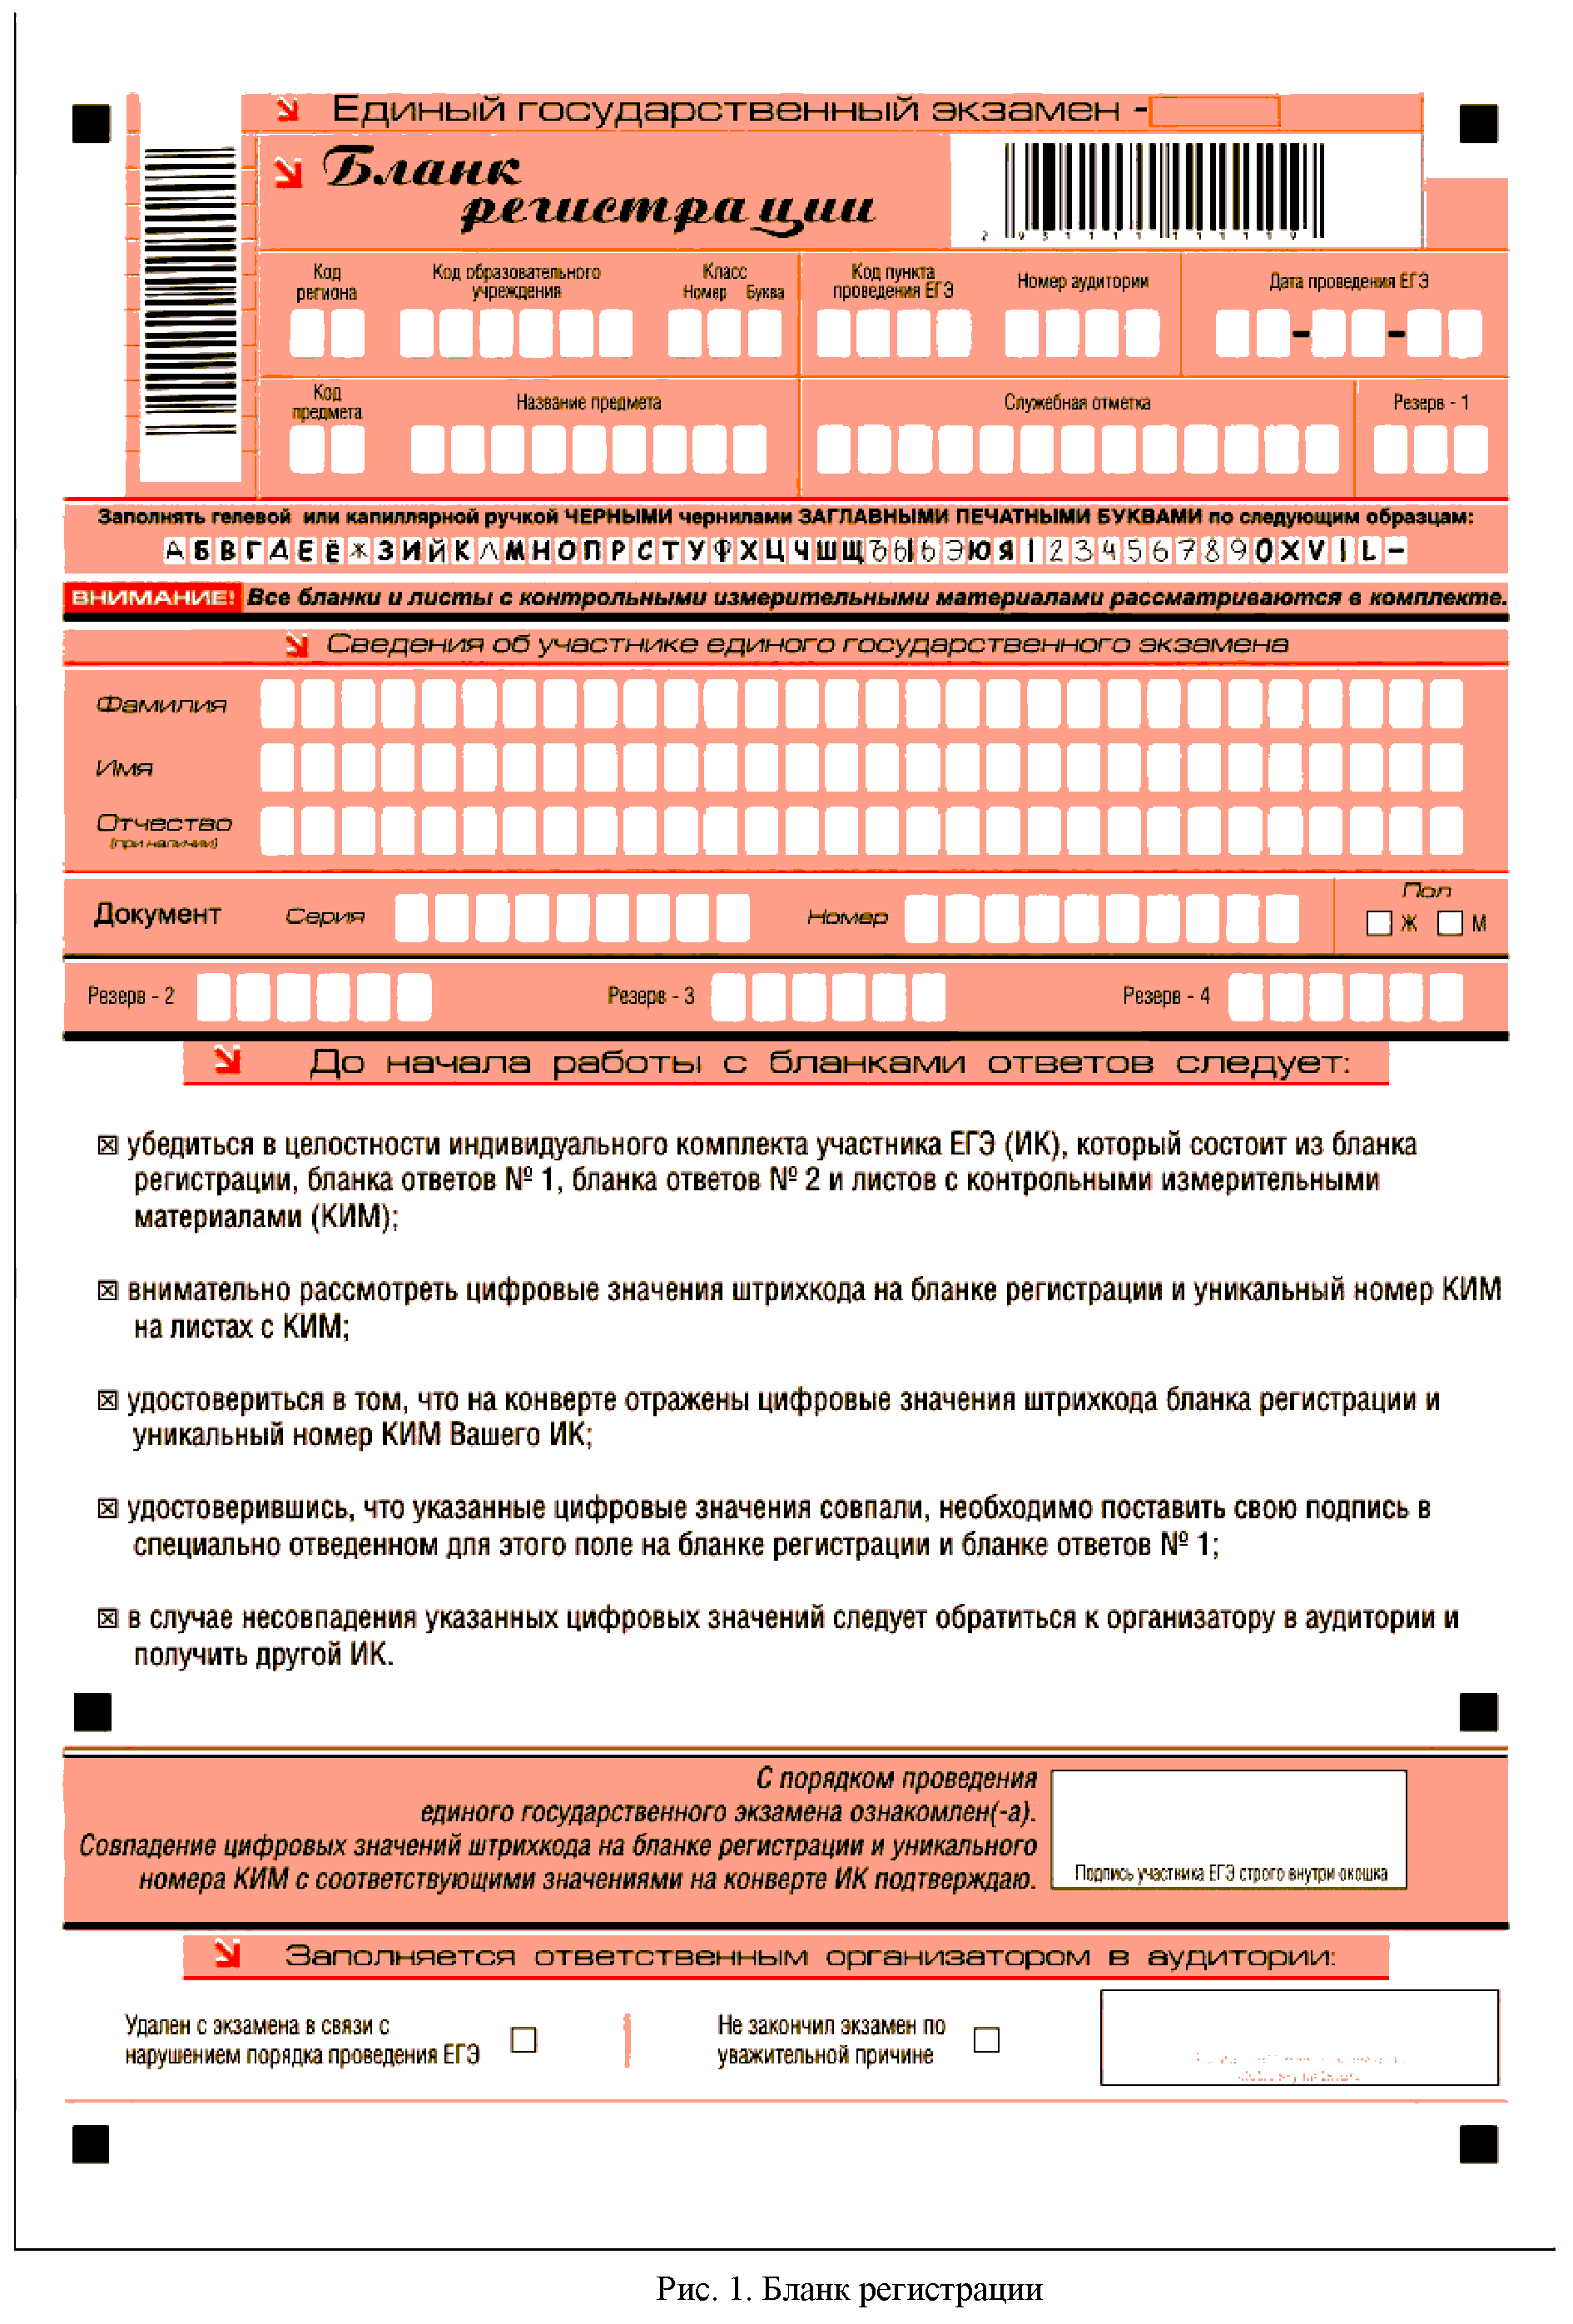 Единый государственный экзамен -
Бланк
регистрации
Код
региона
Код образовательного
учреждения
Класс
Номер Буква
Код пункта
проведения ЕГЭ
Номер аудитории
Дата проведения ЕГЭ
Код
предмета
Название предмета
Служебная отметка
Резерв - 1
Заполнять гелевой или капиллярной ручкой ЧЕРНЫМИ чернилами ЗАГЛАВНЫМИ ПЕЧАТНЫМИ БУКВАМИ по следующим образцам:
А Б В Г Д Е Ё Ж З И Й К Л М Н О П Р С Т У Ф Х Ц Ч Ш Щ Ъ Ы Ь Э Ю Я 1 2 3 4 5 6 7 8 9 0 X V I L -
ВНИМАНИЕ! Все бланки и листы с контрольными измерительными материалами рассматриваются в комплекте.
Сведения об участнике единого государственного экзамена
Фамилия
Имя
Отчество
(при наличии)
Документ Серия Номер
Пол
Ж М
Резерв - 2 Резерв - 3 Резерв - 4
До начала работы с бланками ответов следует:
убедиться в целостности индивидуального комплекта участника ЕГЭ (ИК), который состоит из бланка
регистрации, бланка ответов № 1, бланка ответов № 2 и листов с контрольными измерительными
материалами (КИМ);
внимательно рассмотреть цифровые значения штрихкода на бланке регистрации и уникальный номер КИМ
на листах с КИМ;
удостовериться в том, что на конверте отражены цифровые значения штрихкода бланка регистрации и
уникальный номер КИМ Вашего ИК;
удостоверившись, что указанные цифровые значения совпали, необходимо поставить свою подпись в
специально отведенном для этого поле на бланке регистрации и бланке ответов № 1;
в случае несовпадения указанных цифровых значений следует обратиться к организатору в аудитории и
получить другой ИК.
С порядком проведения
единого государственного экзамена ознакомлен(-а).
Совпадение цифровых значений штрихкода на бланке регистрации и уникального
номера КИМ с соответствующими значениями на конверте ИК подтверждаю.
Подпись участника ЕГЭ строго внутри окошка
Заполняется ответственным организатором в аудитории:
Удален с экзамена в связи с
нарушением порядка проведения ЕГЭ
Не закончил экзамен по
уважительной причине
Рис. 1. Бланк регистрации